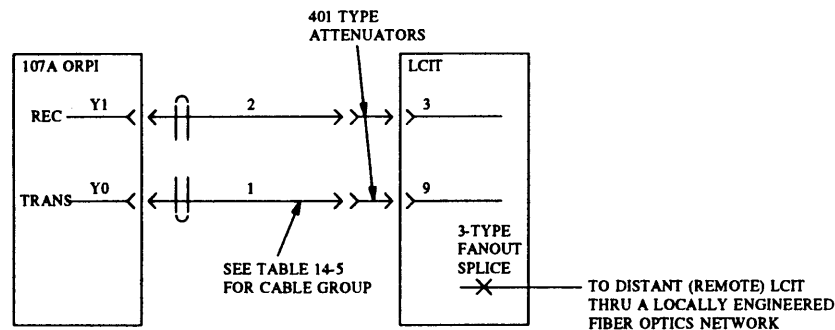 401 TYPE
ATTENUATORS
107A ORPI
LCIT
REC
Y1
2
3
TRANS
Y0
1
9
SEE TABLE 14-5
FOR CABLE GROUP
3-TYPE
FANOUT
SPLICE
TO DISTANT (REMOTE) LCIT
THRU A LOCALLY ENGINEERED
FIBER OPTICS NETWORK